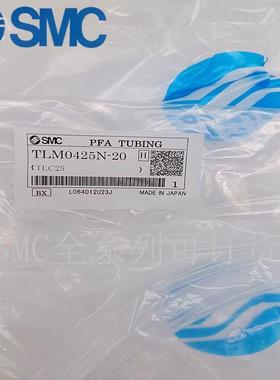 SMC
SMC PFA TUBING
TLM0425N-20 H
(TLC25 )
1
BX L064012U23J MADE IN JAPAN
SMC全系列可订货